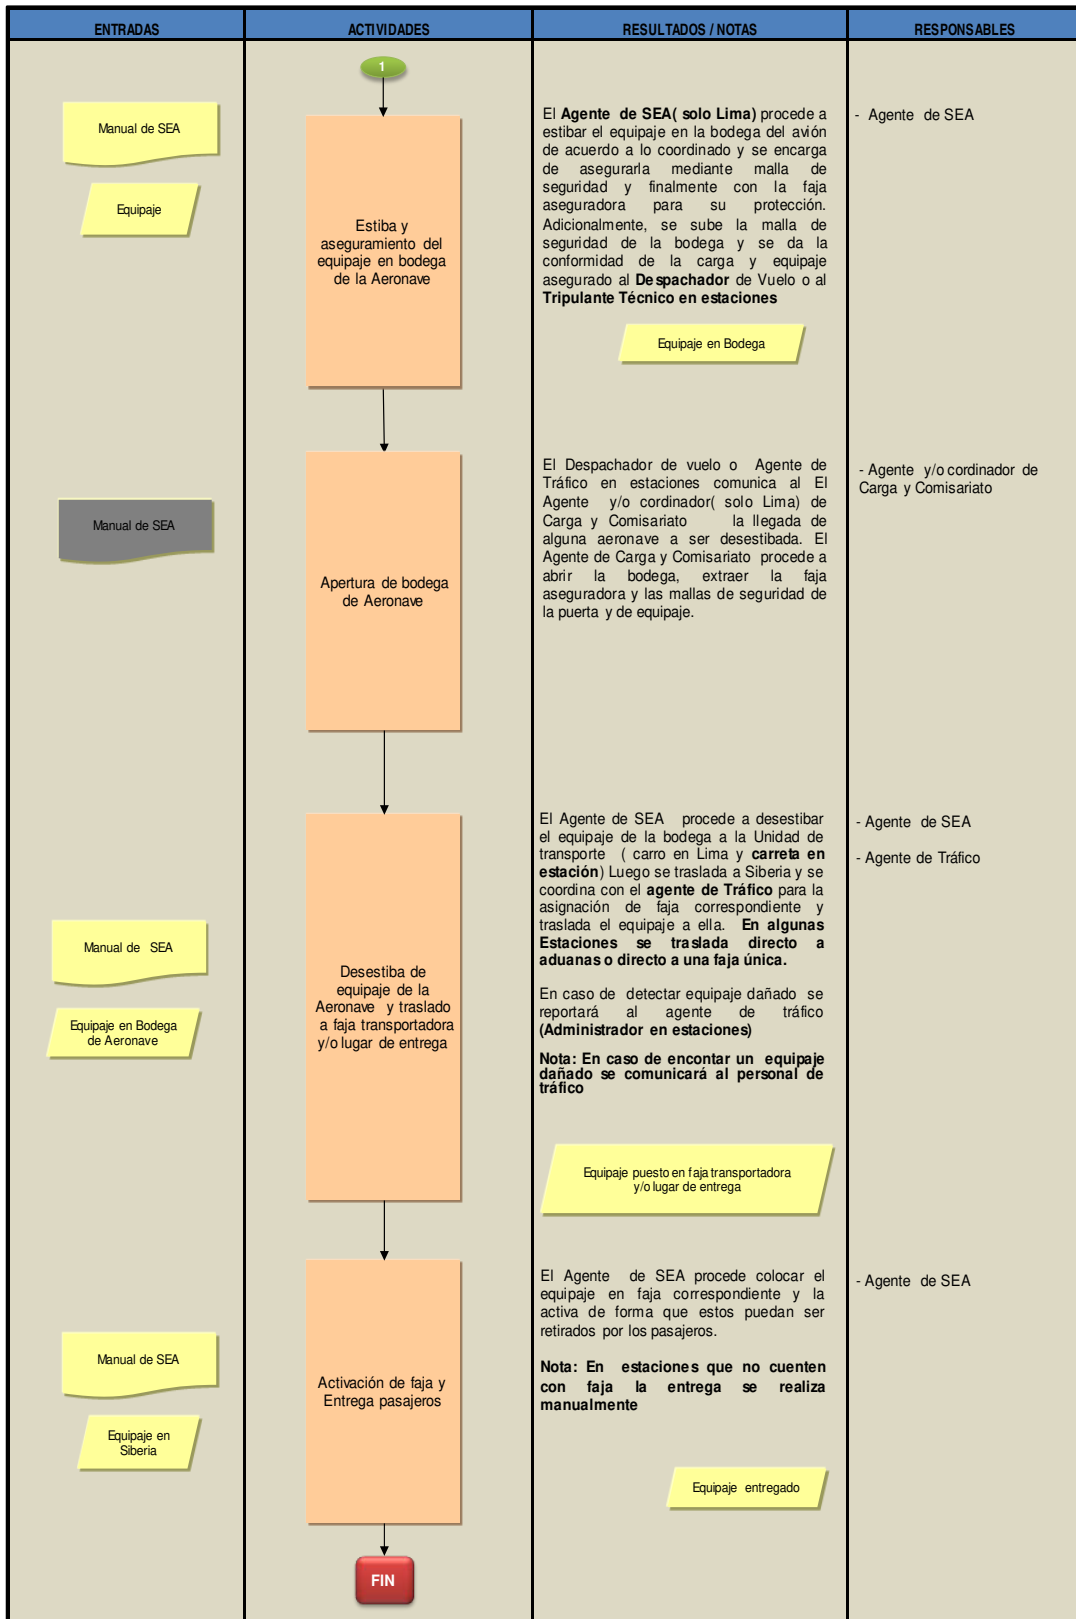 ENTRADAS
ACTIVIDADES
RESULTADOS / NOTAS
RESPONSABLES
1
Manual de SEA
Equipaje
Estiba y
aseguramiento del
equipaje en bodega
de la Aeronave
El Agente de SEA( solo Lima) procede a
estibar el equipaje en la bodega del avión
de acuerdo a lo coordinado y se encarga
de asegurarla mediante malla de
seguridad y finalmente con la faja
aseguradora para su protección.
Adicionalmente, se sube la malla de
seguridad de la bodega y se da la
conformidad de la carga y equipaje
asegurado al Despachador de Vuelo o al
Tripulante Técnico en estaciones
Equipaje en Bodega
- Agente de SEA
Manual de SEA
Apertura de bodega
de Aeronave
El Despachador de vuelo o Agente de
Tráfico en estaciones comunica al El
Agente y/o cordinador( solo Lima) de
Carga y Comisariato la llegada de
alguna aeronave a ser desestibada. El
Agente de Carga y Comisariato procede a
abrir la bodega, extraer la faja
aseguradora y las mallas de seguridad de
la puerta y de equipaje.
- Agente y/o cordinador de
Carga y Comisariato
Manual de SEA
Equipaje en Bodega
de Aeronave
Desestiba de
equipaje de la
Aeronave y traslado
a faja transportadora
y/o lugar de entrega
El Agente de SEA procede a desestibar
el equipaje de la bodega a la Unidad de
transporte ( carro en Lima y carreta en
estación) Luego se traslada a Siberia y se
coordina con el agente de Tráfico para la
asignación de faja correspondiente y
traslada el equipaje a ella. En algunas
Estaciones se traslada directo a
aduanas o directo a una faja única.
En caso de detectar equipaje dañado se
reportará al agente de tráfico
(Administrador en estaciones)
Nota: En caso de encontar un equipaje
dañado se comunicará al personal de
tráfico
Equipaje puesto en faja transportadora
y/o lugar de entrega
- Agente de SEA
- Agente de Tráfico
Manual de SEA
Equipaje en
Siberia
Activación de faja y
Entrega pasajeros
El Agente de SEA procede colocar el
equipaje en faja correspondiente y la
activa de forma que estos puedan ser
retirados por los pasajeros.
Nota: En estaciones que no cuenten
con faja la entrega se realiza
manualmente
Equipaje entregado
- Agente de SEA
FIN